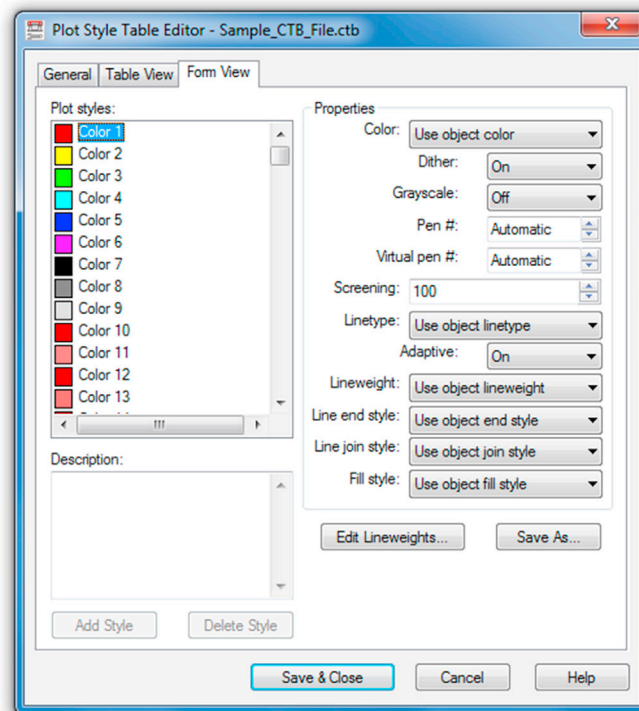 Plot Style Table Editor - Sample_CTB_File.ctb
General Table View Form View
Plot styles:
Color 1
Color 2
Color 3
Color 4
Color 5
Color 6
Color 7
Color 8
Color 9
Color 10
Color 11
Color 12
Color 13
Description:
Add Style Delete Style
Properties
Color: Use object color
Dither: On
Grayscale: Off
Pen #: Automatic
Virtual pen #: Automatic
Screening: 100
Linetype: Use object linetype
Adaptive: On
Lineweight: Use object lineweight
Line end style: Use object end style
Line join style: Use object join style
Fill style: Use object fill style
Edit Lineweights... Save As...
Save & Close Cancel Help